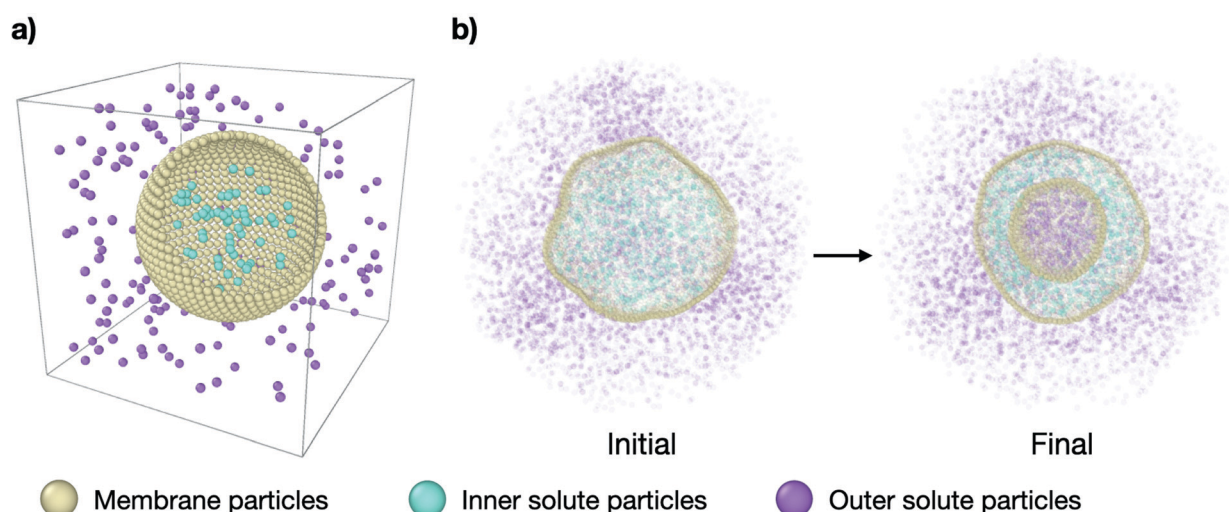 a)
b)
Initial
Final
Membrane particles
Inner solute particles
Outer solute particles